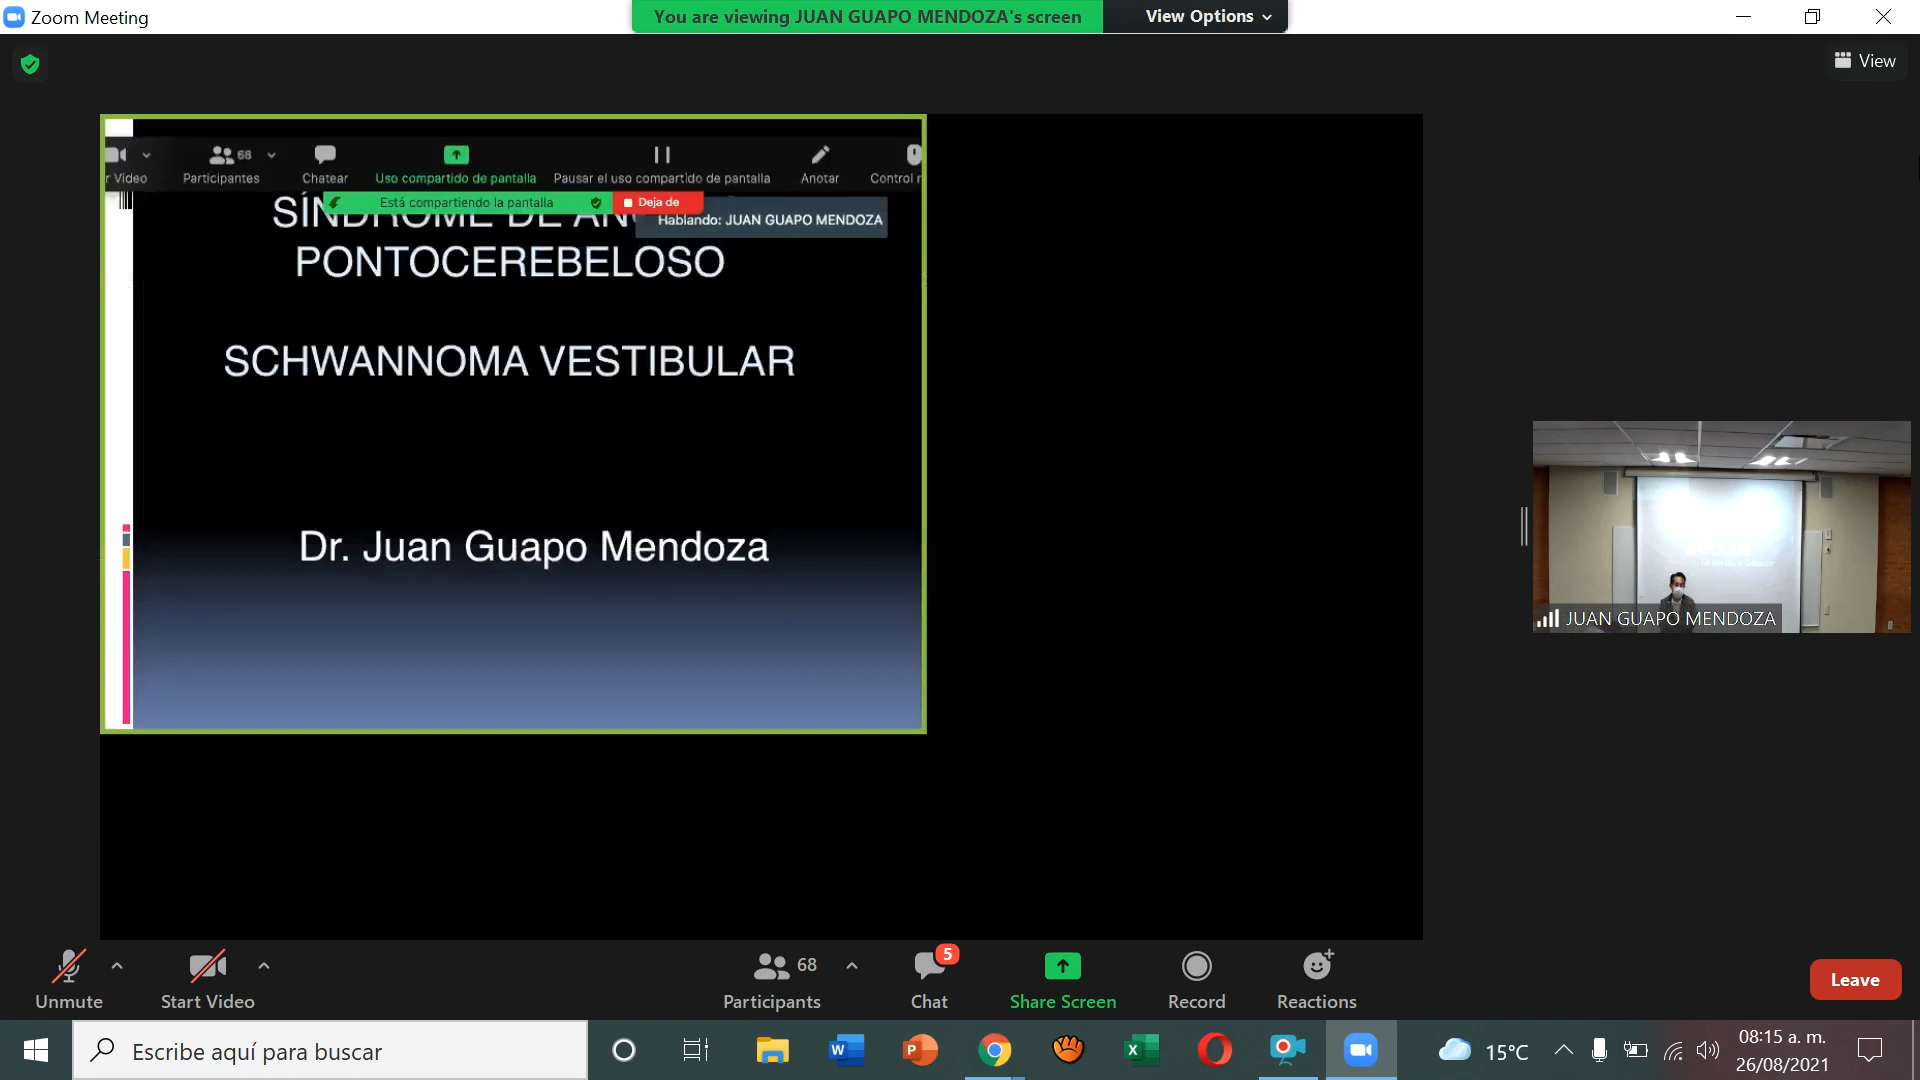 Zoom Meeting
You are viewing JUAN GUAPO MENDOZA's screen
View Options
View
68
r Video
Participantes
Chatear
Uso compartido de pantalla
Pausar el uso compartido de pantalla
Anotar
Control r
Está compartiendo la pantalla
Deja de
Hablando: JUAN GUAPO MENDOZA
SÍNDROME DE
PONTOCEREBELOSO
SCHWANNOMA VESTIBULAR
Dr. Juan Guapo Mendoza
JUAN GUAPO MENDOZA
Unmute
Start Video
68
Participants
5
Chat
Share Screen
Record
Reactions
Leave
Escribe aquí para buscar
15°C
08:15 a. m.
26/08/2021